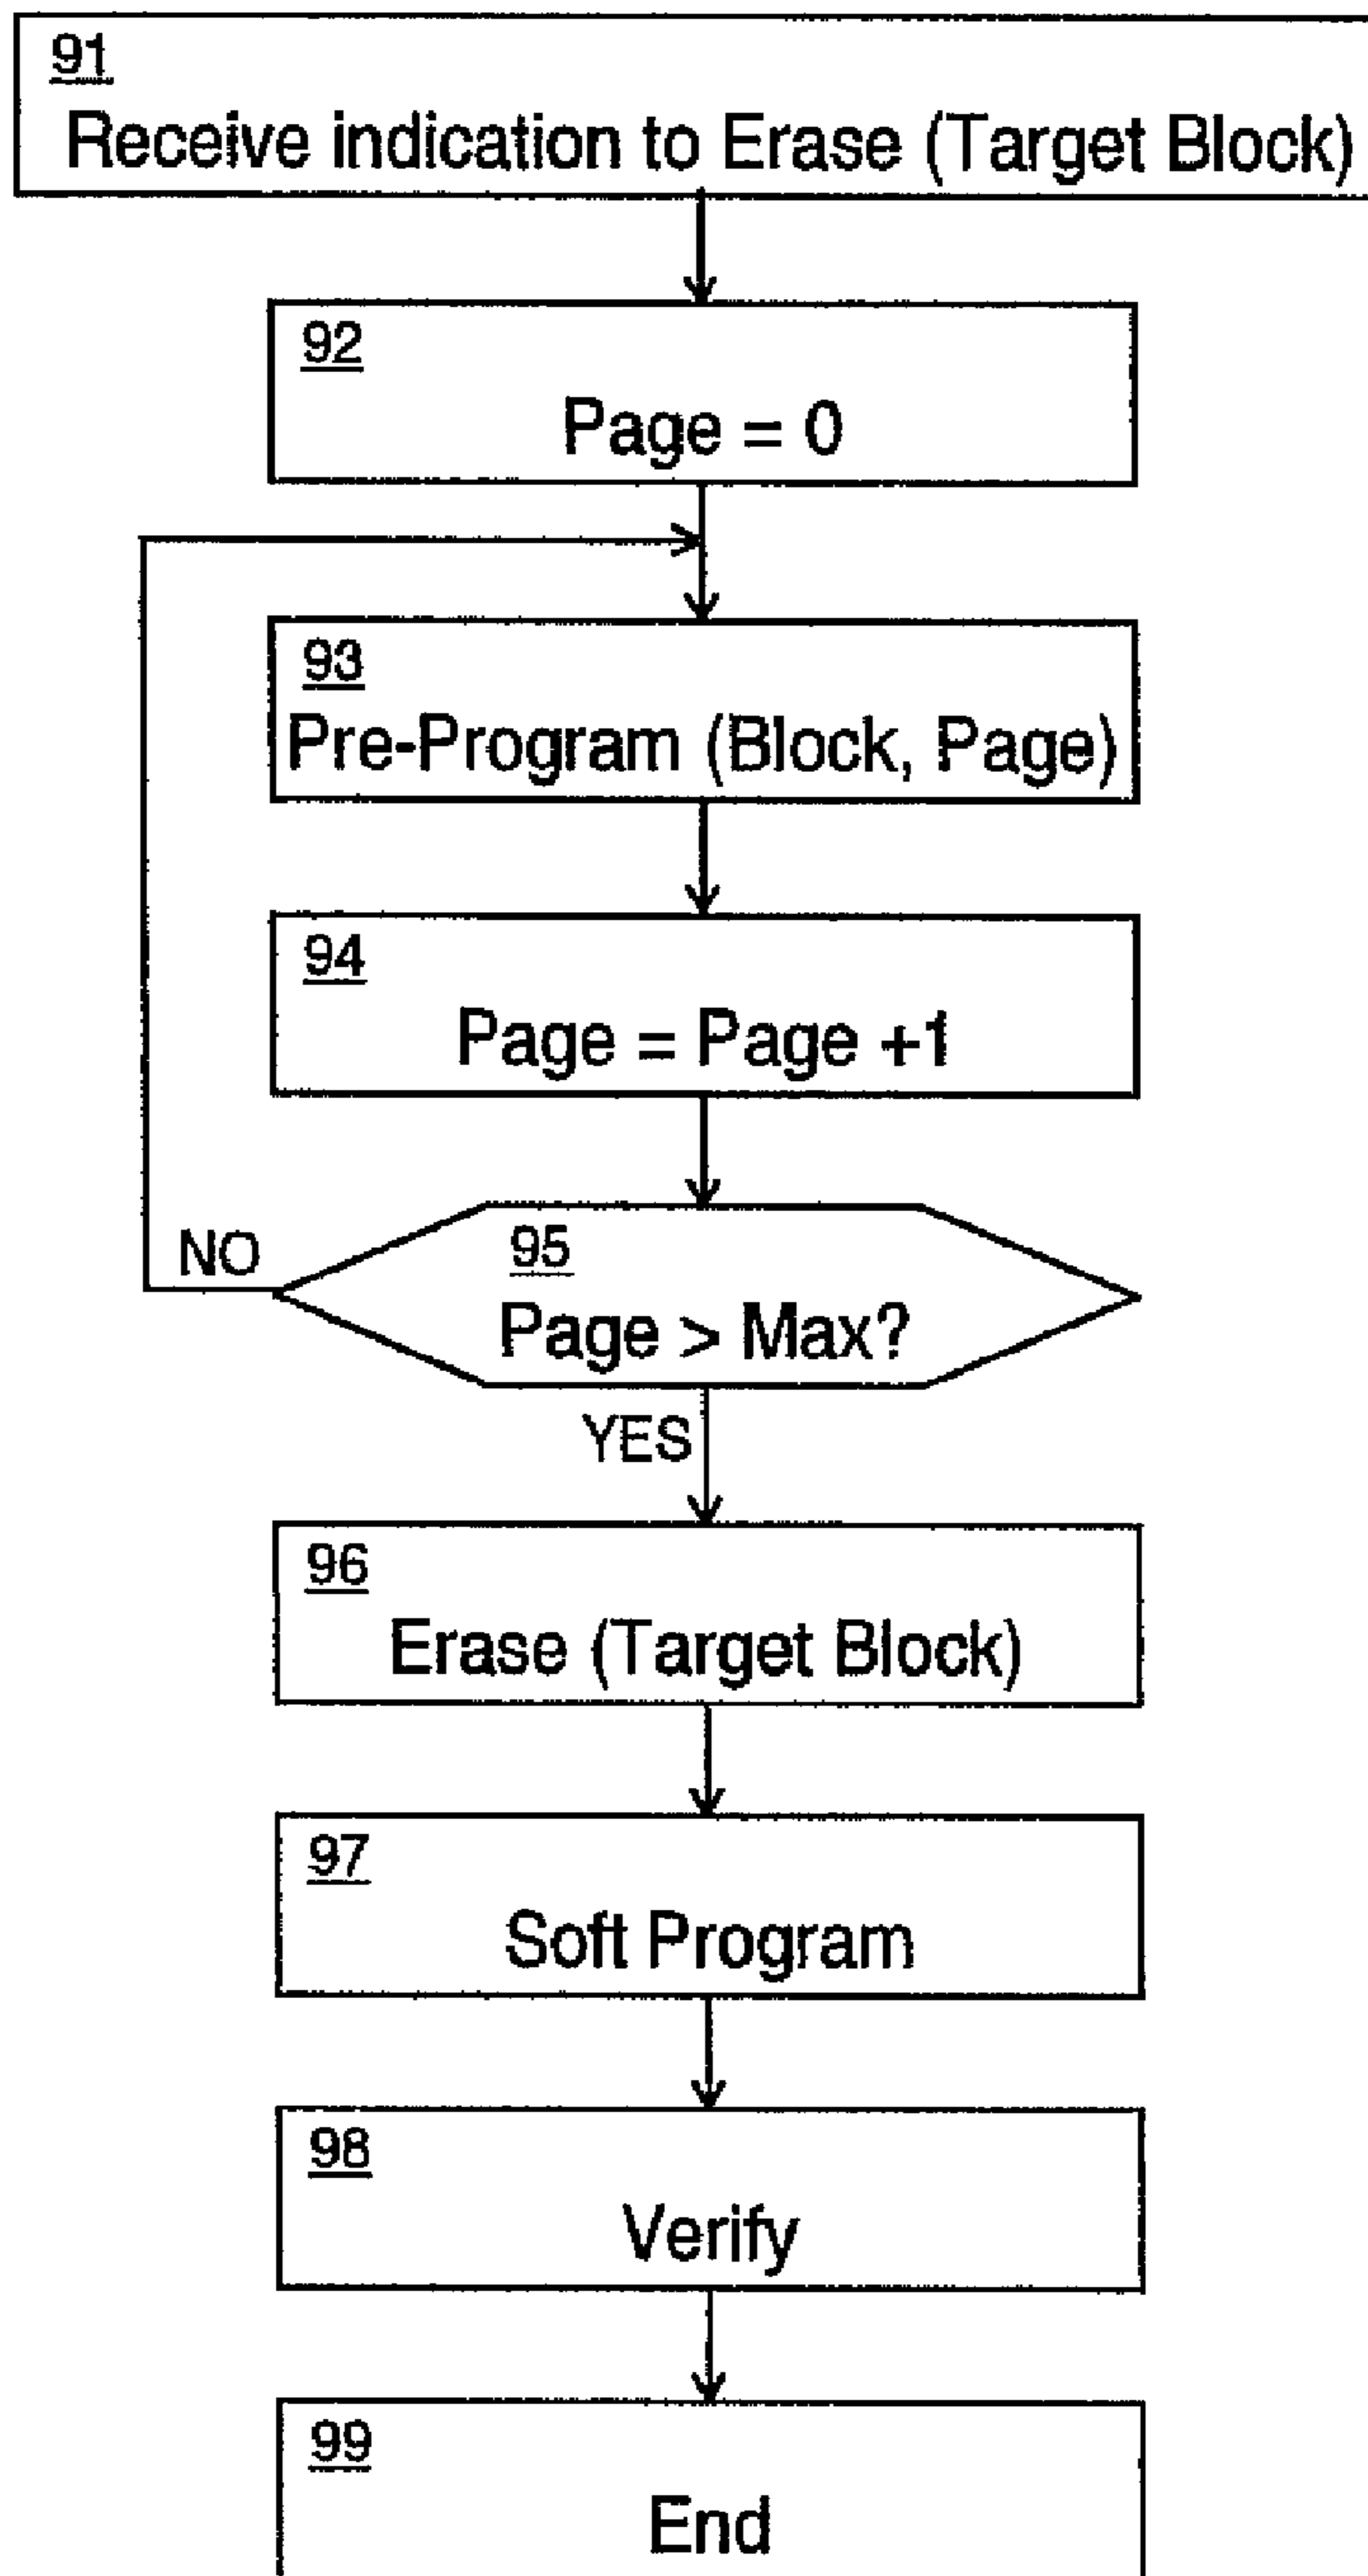 91
Receive indication to Erase (Target Block)
92
Page = 0
93
Pre-Program (Block, Page)
94
Page = Page +1
95
Page > Max?
NO
YES
96
Erase (Target Block)
97
Soft Program
98
Verify
99
End